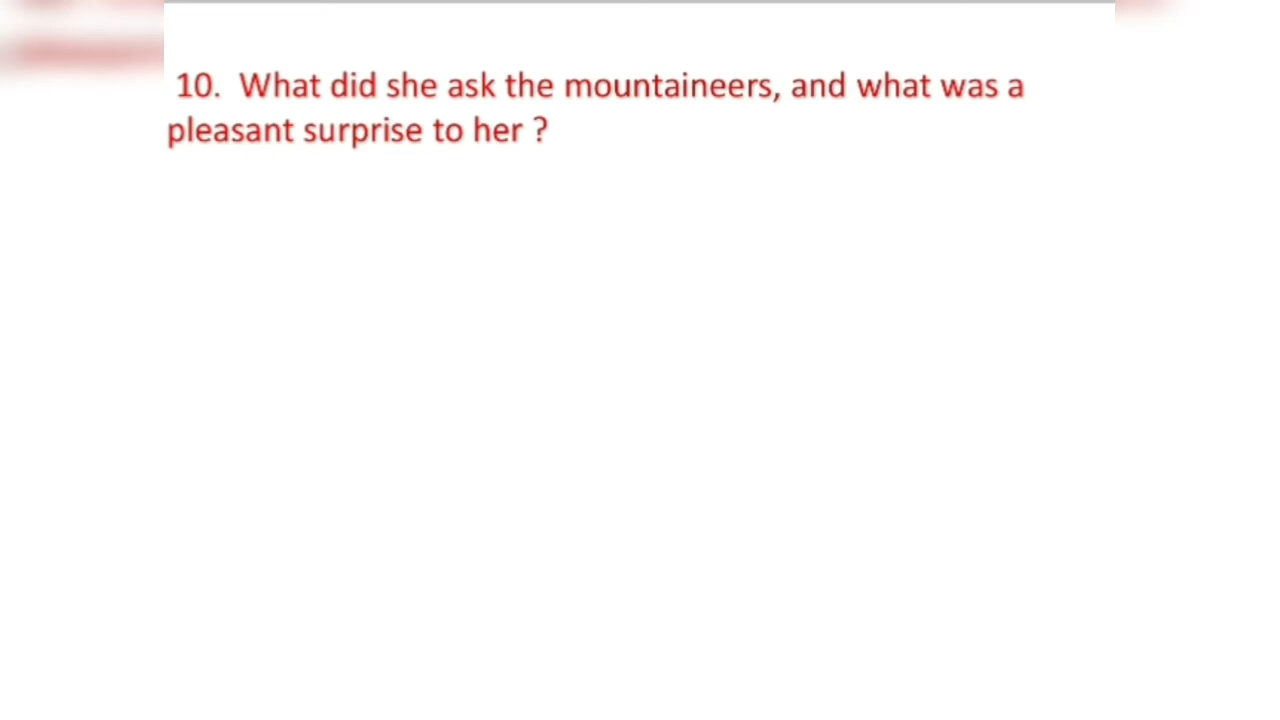 10. What did she ask the mountaineers, and what was a
pleasant surprise to her ?